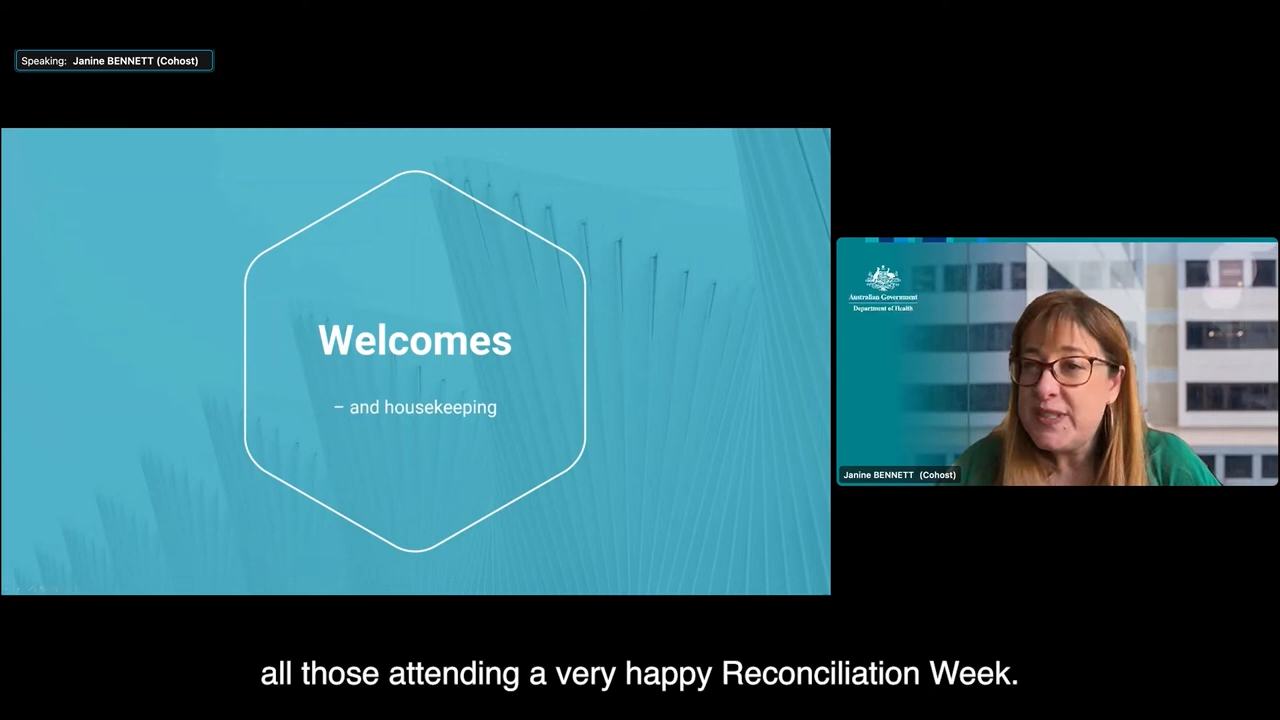 Speaking: Janine BENNETT (Cohost)
Welcomes
– and housekeeping
Australian Government
Department of Health
Janine BENNETT (Cohost)
all those attending a very happy Reconciliation Week.